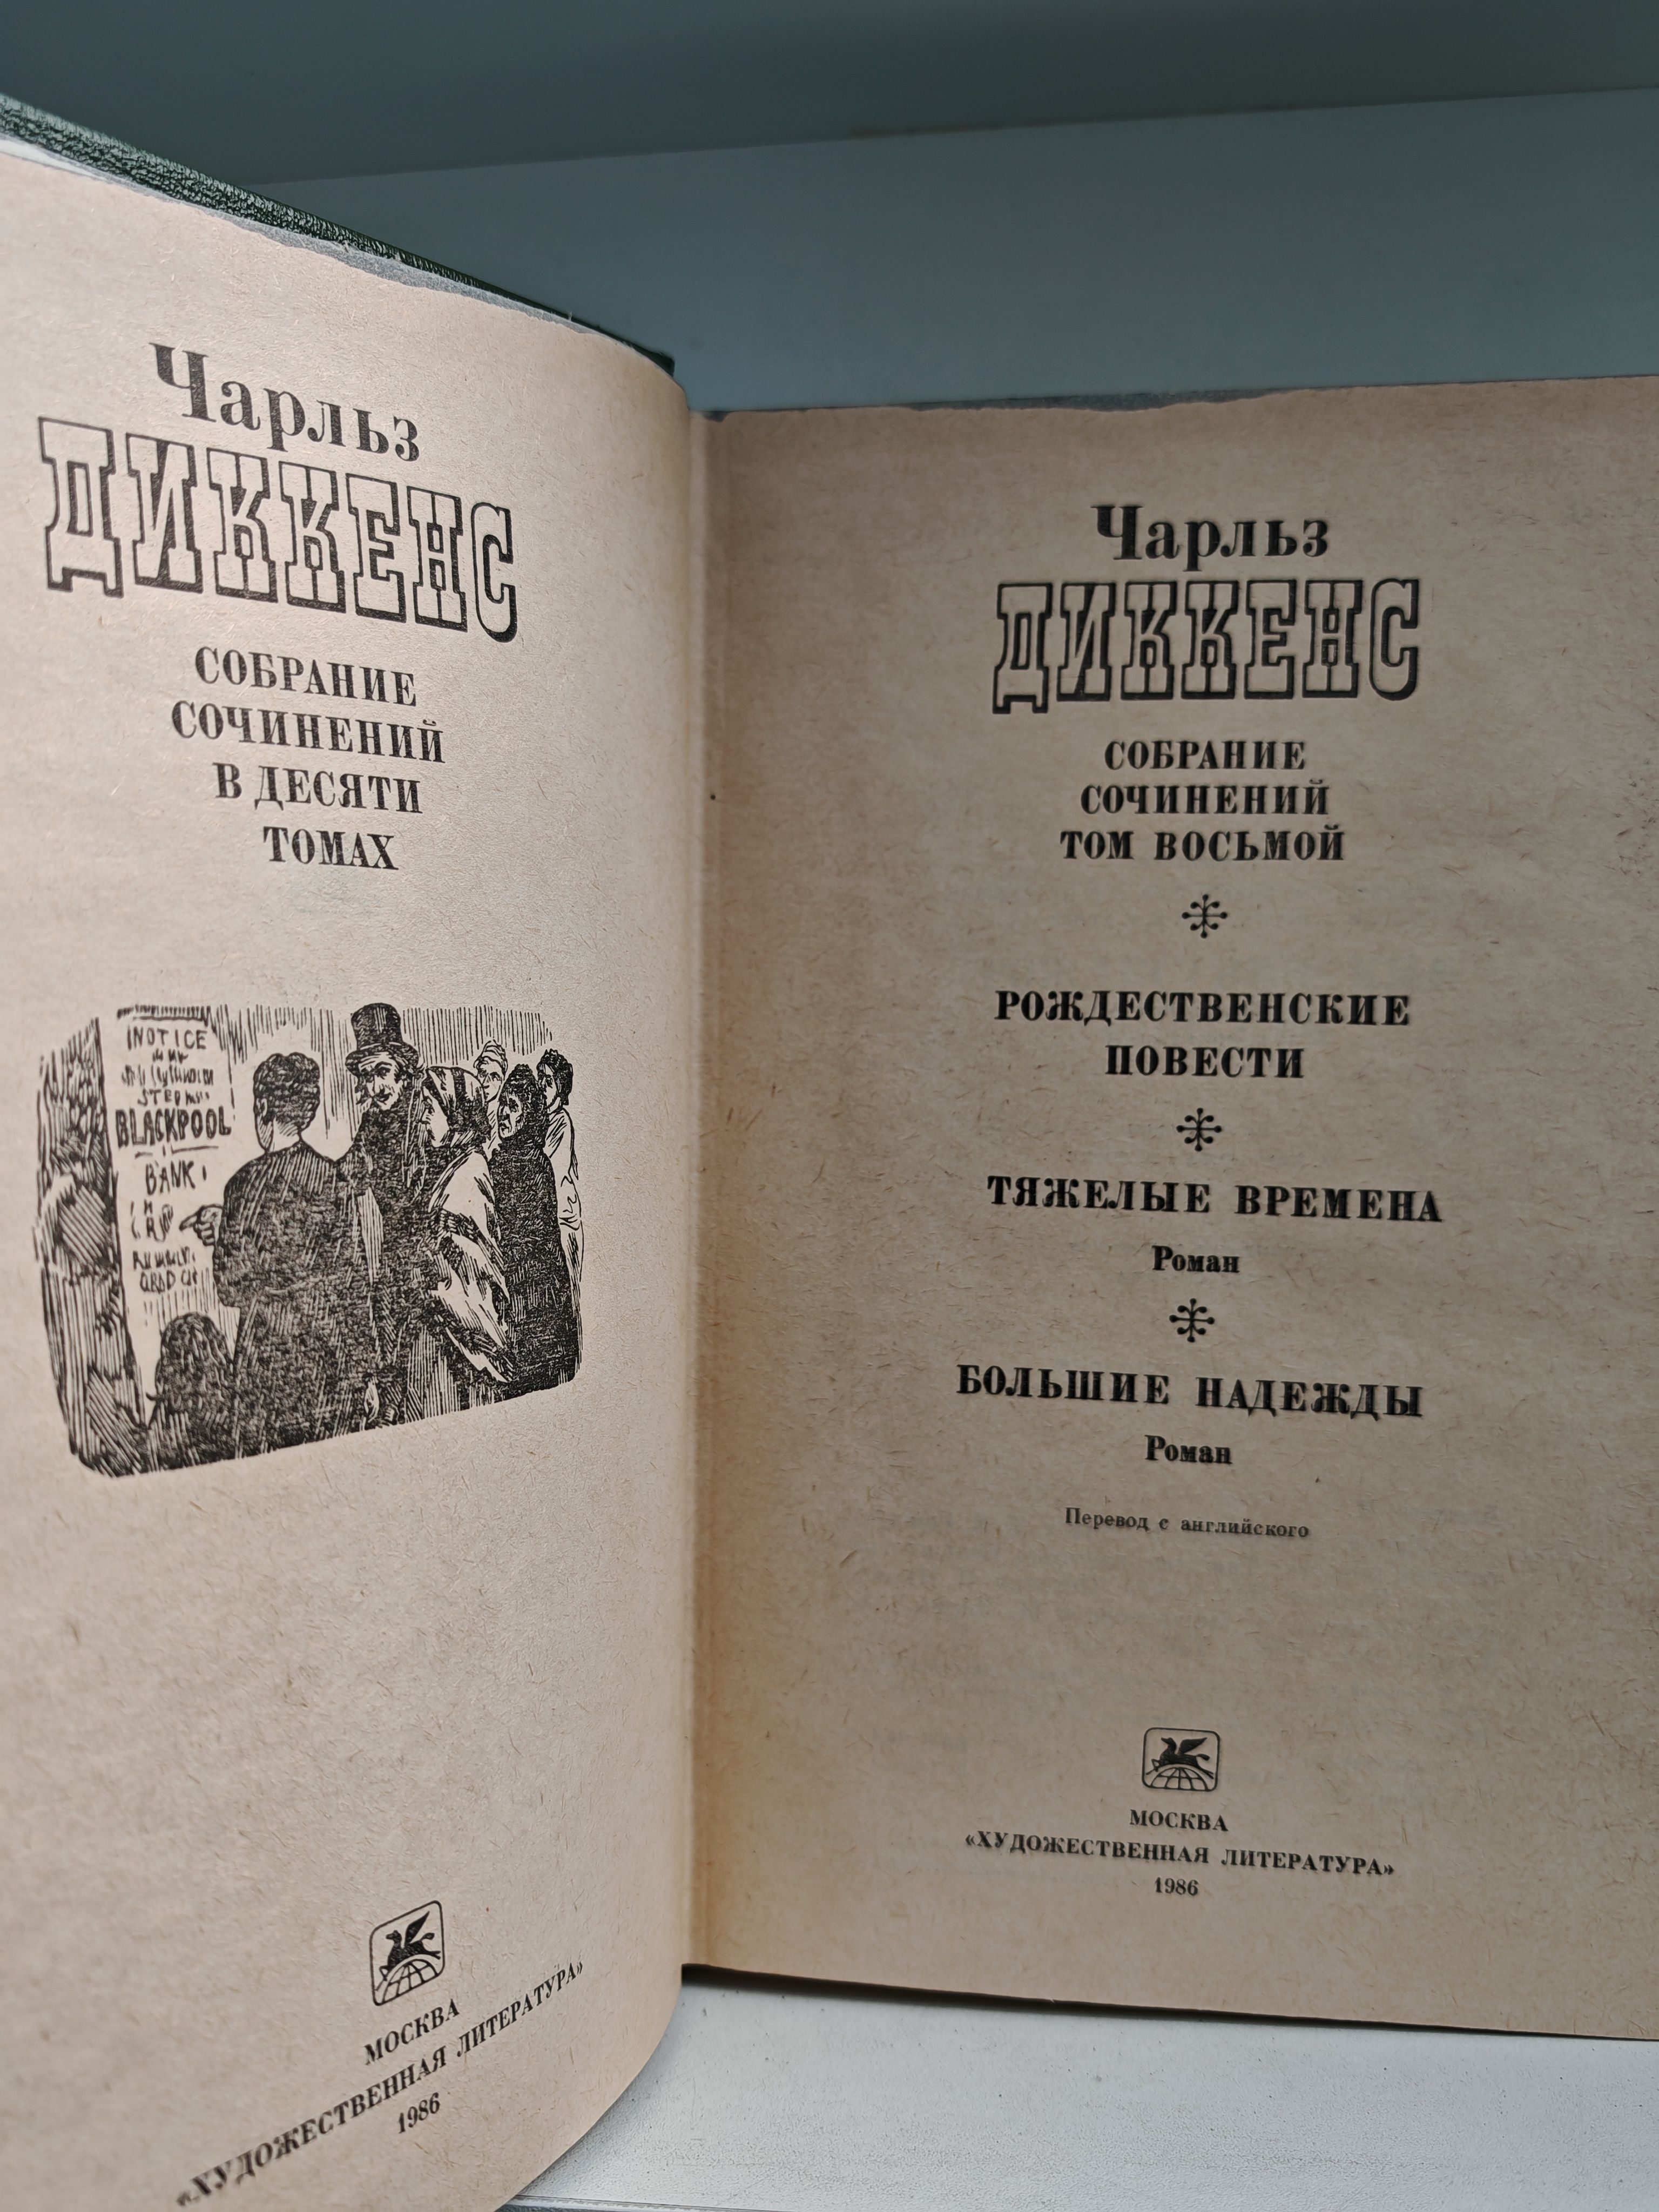 Чарльз
ДИККЕНС
СОБРАНИЕ
СОЧИНЕНИЙ
В ДЕСЯТИ
ТОМАХ
NOTICE
BLACKPOOL
BANK
МОСКВА
«ХУДОЖЕСТВЕННАЯ ЛИТЕРАТУРА»
1986
Чарльз
ДИККЕНС
СОБРАНИЕ
СОЧИНЕНИЙ
ТОМ ВОСЬМОЙ
РОЖДЕСТВЕНСКИЕ
ПОВЕСТИ
ТЯЖЕЛЫЕ ВРЕМЕНА
Роман
БОЛЬШИЕ НАДЕЖДЫ
Роман
Перевод с английского
МОСКВА
«ХУДОЖЕСТВЕННАЯ ЛИТЕРАТУРА»
1986